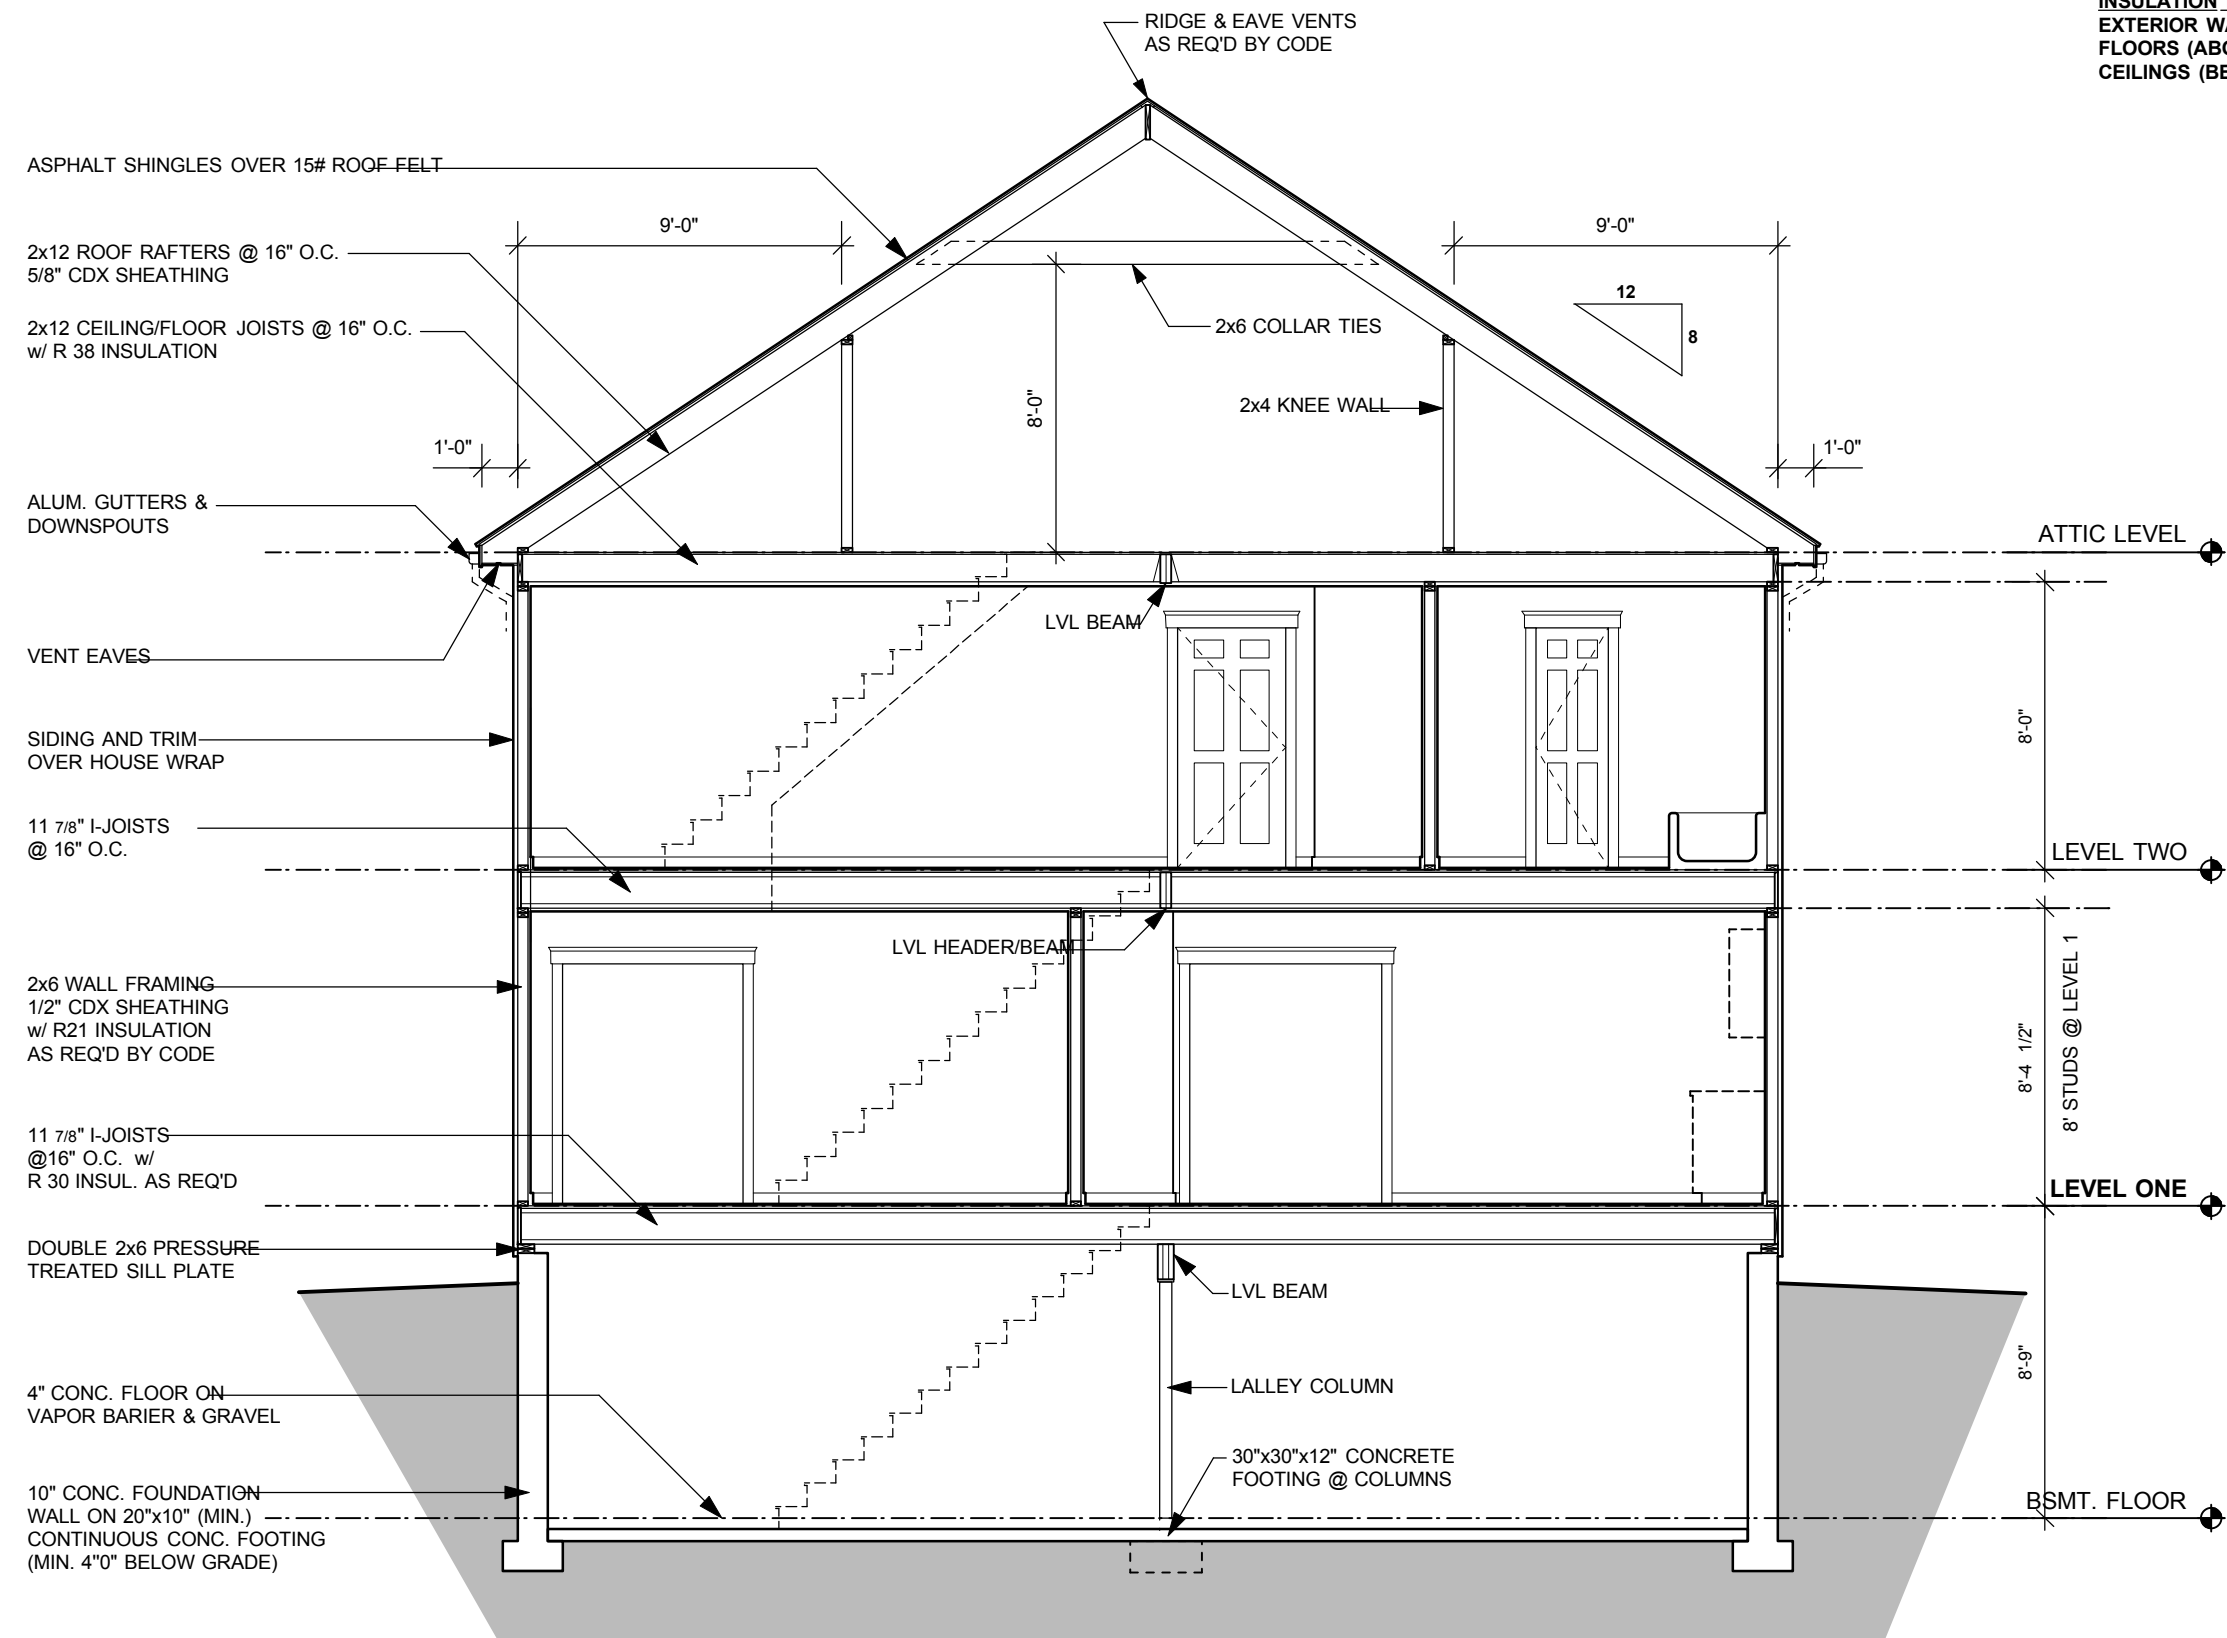 RIDGE & EAVE VENTS
AS REQ'D BY CODE
INSULATION
EXTERIOR
FLOORS
CEILINGS
ASPHALT SHINGLES OVER 15# ROOF FELT
9'-0"
9'-0"
2x12 ROOF RAFTERS @ 16" O.C.
5/8" CDX SHEATHING
12
8
2x12 CEILING/FLOOR JOISTS @ 16" O.C.
w/ R 38 INSULATION
2x6 COLLAR TIES
8'-0"
2x4 KNEE WALL
1'-0"
1'-0"
ALUM. GUTTERS &
DOWNSPOUTS
ATTIC LEVEL
LVL BEAM
VENT EAVES
8'-0"
SIDING AND TRIM
OVER HOUSE WRAP
11 7/8" I-JOISTS
@ 16" O.C.
LEVEL TWO
LVL HEADER/BEAM
2x6 WALL FRAMING
1/2" CDX SHEATHING
w/ R21 INSULATION
AS REQ'D BY CODE
8'-4 1/2"
8' STUDS @ LEVEL 1
11 7/8" I-JOISTS
@16" O.C. w/
R 30 INSUL. AS REQ'D
LEVEL ONE
DOUBLE 2x6 PRESSURE
TREATED SILL PLATE
LVL BEAM
8'-9"
4" CONC. FLOOR ON
VAPOR BARIER & GRAVEL
LALLEY COLUMN
30"x30"x12" CONCRETE
FOOTING @ COLUMNS
10" CONC. FOUNDATION
WALL ON 20"x10" (MIN.)
CONTINUOUS CONC. FOOTING
(MIN. 4"0" BELOW GRADE)
BSMT. FLOOR